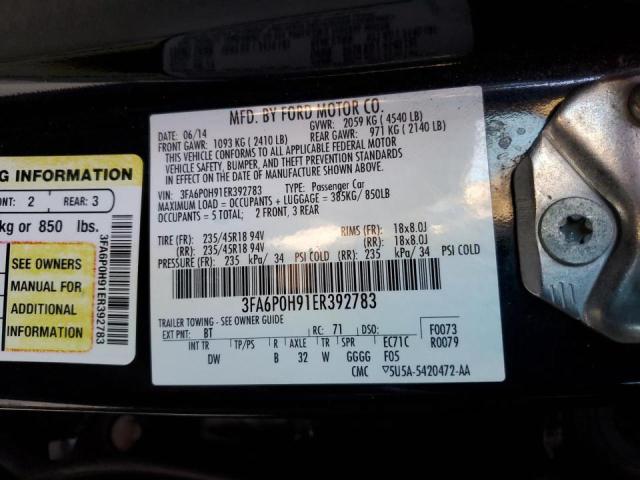 MFD. BY FORD MOTOR CO.
DATE: 06/14 GVWR: 2059 KG ( 4540 LB)
FRONT GAWR: 1093 KG ( 2410 LB) REAR GAWR: 971 KG ( 2140 LB)
THIS VEHICLE CONFORMS TO ALL APPLICABLE FEDERAL MOTOR
VEHICLE SAFETY, BUMPER, AND THEFT PREVENTION STANDARDS IN
EFFECT ON THE DATE OF MANUFACTURE SHOWN ABOVE.
VIN: 3FA6P0H91ER392783 TYPE: Passenger Car
MAXIMUM LOAD = OCCUPANTS + LUGGAGE = 385KG / 850LB
OCCUPANTS = 5 TOTAL; 2 FRONT, 3 REAR
TIRE (FR): 235/45R18 94V RIMS (FR): 18x8.0J
(RR): 235/45R18 94V (RR): 18x8.0J
PRESSURE (FR): 235 kPa/ 34 PSI COLD (RR): 235 kPa/ 34 PSI COLD
3FA6P0H91ER392783
TRAILER TOWING - SEE OWNER GUIDE
EXT PNT: BT RC: 71 DSO: F0073
INT TR TP/PS R AXLE TR SPR EC71C R0079
DW B 32 W GGGG F05
CMC ▽5U5A-5420472-AA
G INFORMATION
ONT: 2 REAR: 3
kg or 850 lbs.
SEE OWNERS
MANUAL FOR
ADDITIONAL
INFORMATION
3FA6P0H91ER392783